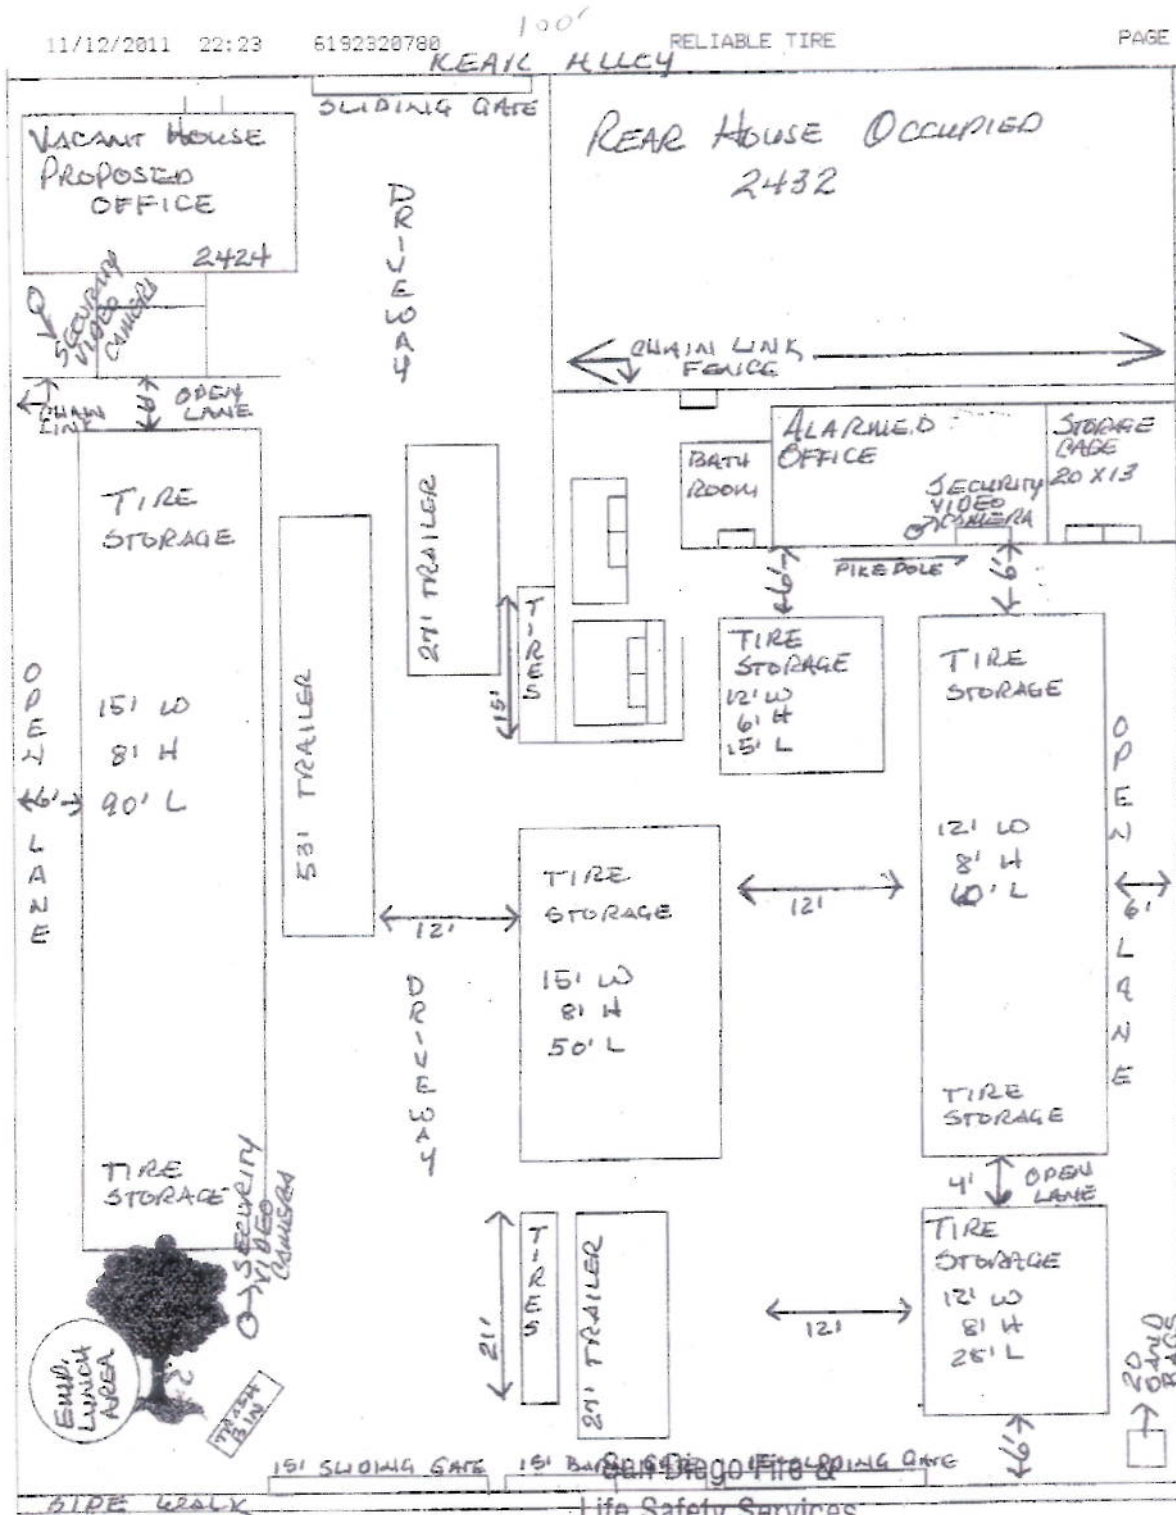 100'
11/12/2011 22:23 6192320780 RELIABLE TIRE PAGE
SLIDING GATE
VACANT HOUSE
PROPOSED
OFFICE
2424
DRIVEWAY
REAR HOUSE OCCUPIED
2432
SECURITY
VIDEO
CAMERA
CHAIN LINK
FENCE
CHAIN
LINK
6'
OPEN
LANE
BATH
ROOM
ALARMED
OFFICE
SECURITY
VIDEO
CAMERA
STORAGE
CAGE
20 X 13
PIKE POLE
6'
6'
TIRE
STORAGE
15' W
8' H
90' L
TIRE
STORAGE
OPEN LANE
6'
53' TRAILER
27' TRAILER
TIRES
15'
TIRE
STORAGE
12' W
6' H
15' L
TIRE
STORAGE
12' W
8' H
60' L
TIRE
STORAGE
OPEN LANE
6'
12'
TIRE
STORAGE
15' W
8' H
50' L
12'
DRIVEWAY
4'
OPEN
LANE
SECURITY
VIDEO
CAMERA
EMP.
LUNCH
AREA
TRASH
BIN
21'
TIRES
27' TRAILER
12'
TIRE
STORAGE
12' W
8' H
L
6'
20
BAGS
15' SLIDING GATE 15' GATE
San Diego Fire &
SIDE WALK
Life Safety Services